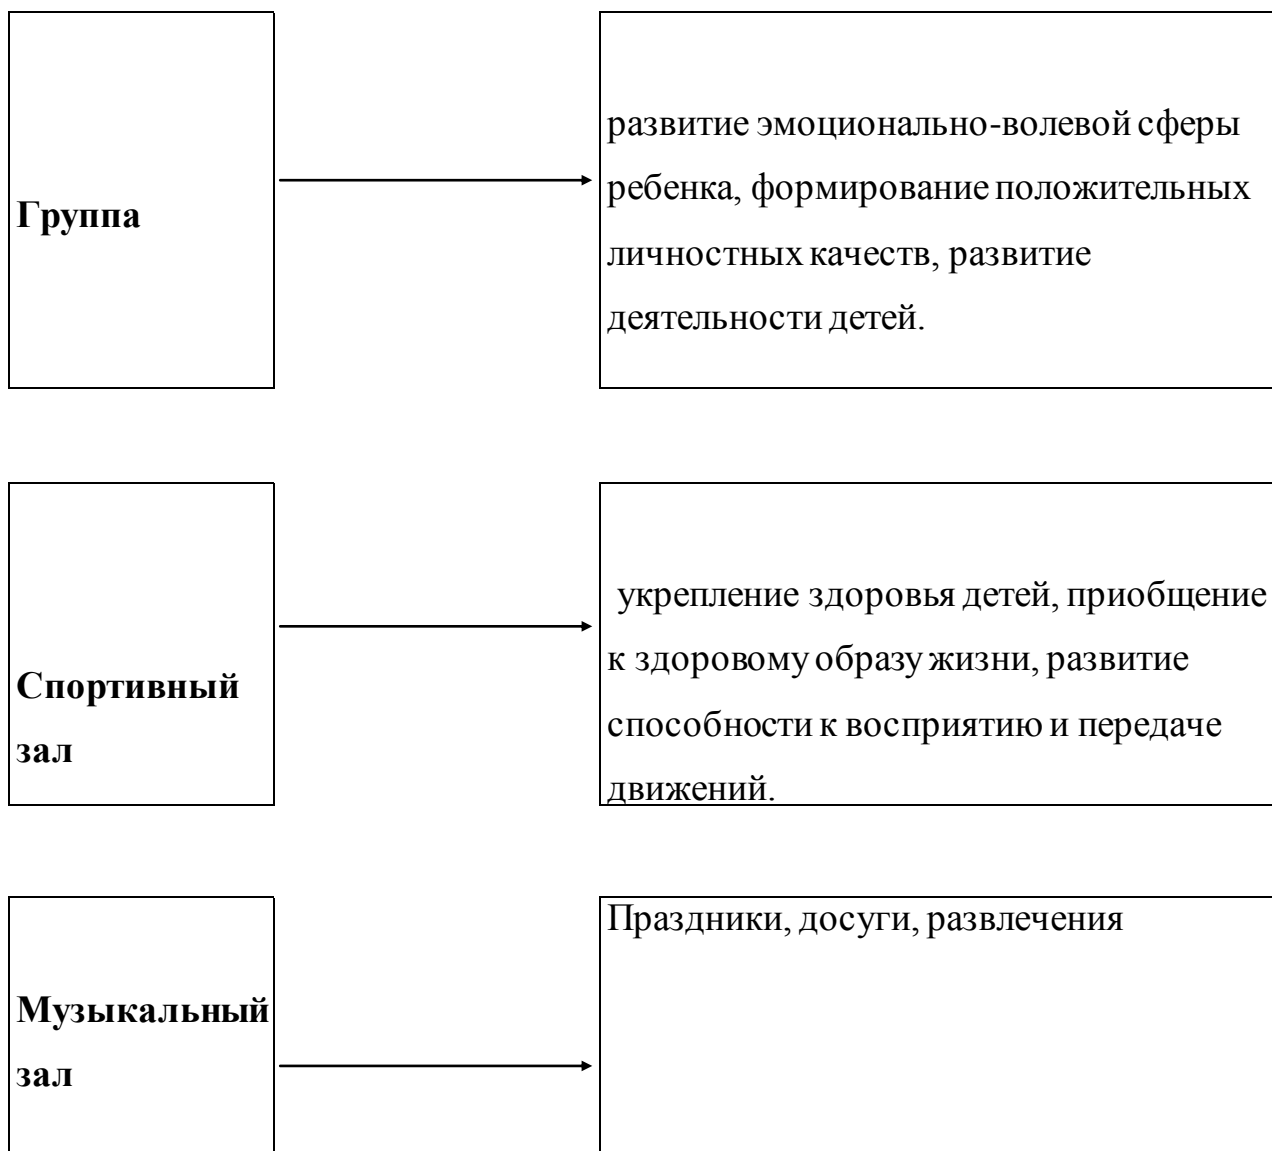 Группа
развитие эмоционально-волевой сферы
ребенка, формирование положительных
личностных качеств, развитие
деятельности детей.
Спортивный
зал
укрепление здоровья детей, приобщение
к здоровому образу жизни, развитие
способности к восприятию и передаче
движений.
Музыкальный
зал
Праздники, досуги, развлечения